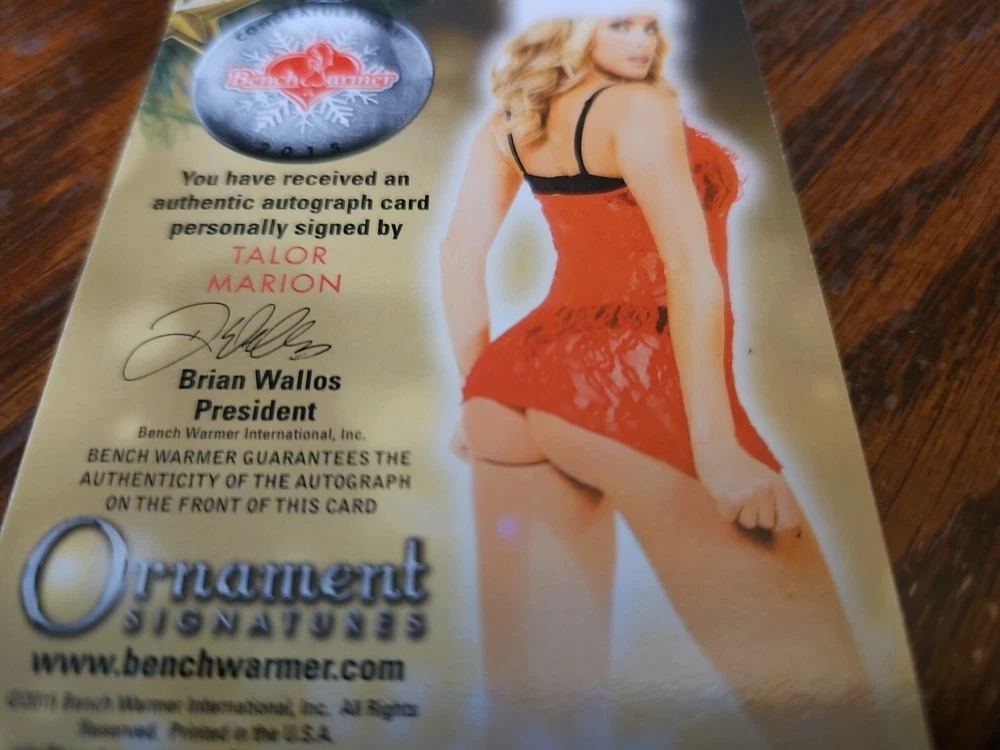 CONGRATULATIONS
Bench Warmer
2015
You have received an
authentic autograph card
personally signed by
TALOR
MARION
Brian Wallos
President
Bench Warmer International, Inc.
BENCH WARMER GUARANTEES THE
AUTHENTICITY OF THE AUTOGRAPH
ON THE FRONT OF THIS CARD
Ornament
SIGNATURES
www.benchwarmer.com
Bench Warmer International, Inc. All Rights
Reserved. Printed in the U.S.A.